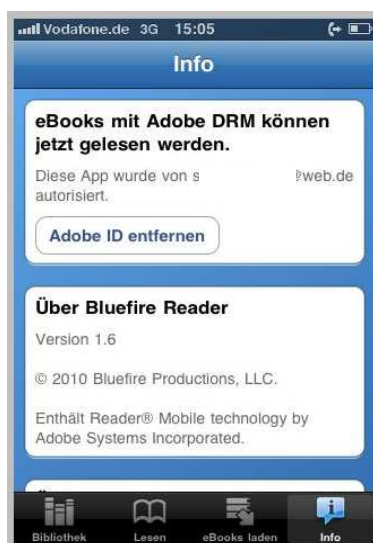 Vodafone.de 3G 15:05
Info
eBooks mit Adobe DRM können
jetzt gelesen werden.
Diese App wurde von s @web.de
autorisiert.
Adobe ID entfernen
Über Bluefire Reader
Version 1.6
© 2010 Bluefire Productions, LLC.
Enthält Reader® Mobile technology by
Adobe Systems Incorporated.
Bibliothek Lesen eBooks laden Info